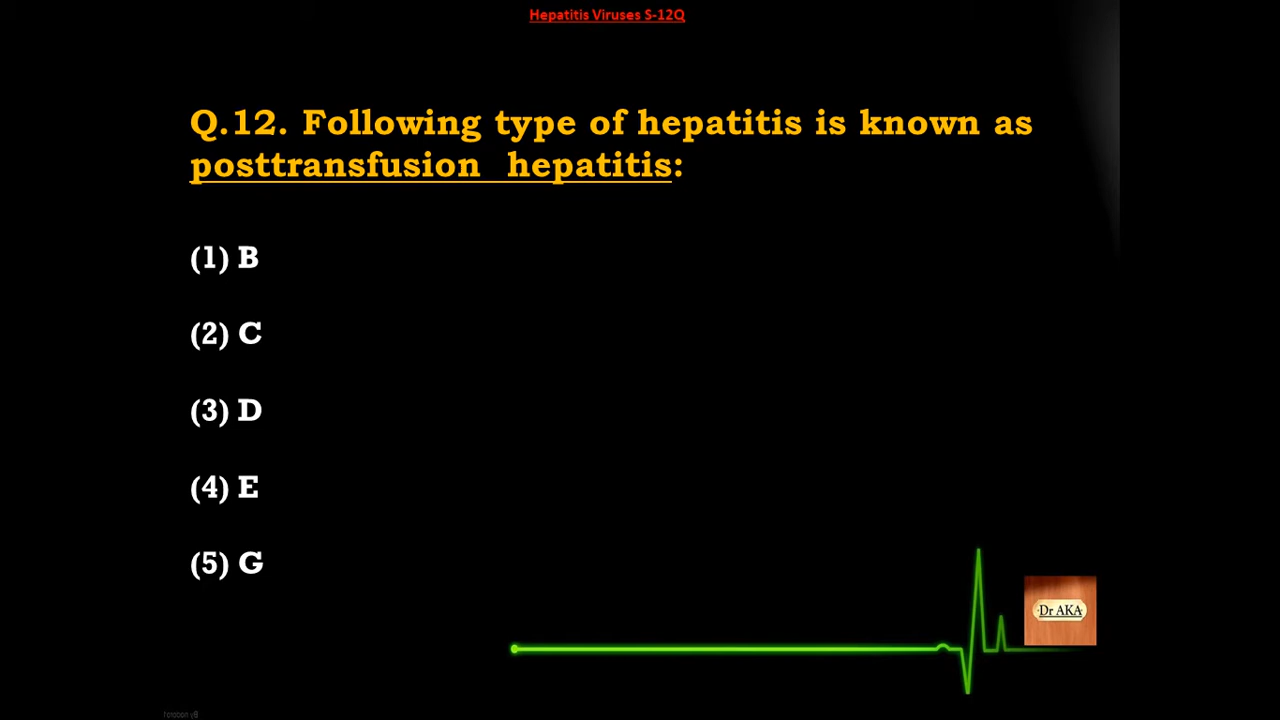 Hepatitis Viruses S-12Q
Q.12. Following type of hepatitis is known as
posttransfusion hepatitis:
(1) B
(2) C
(3) D
(4) E
(5) G
Dr AKA